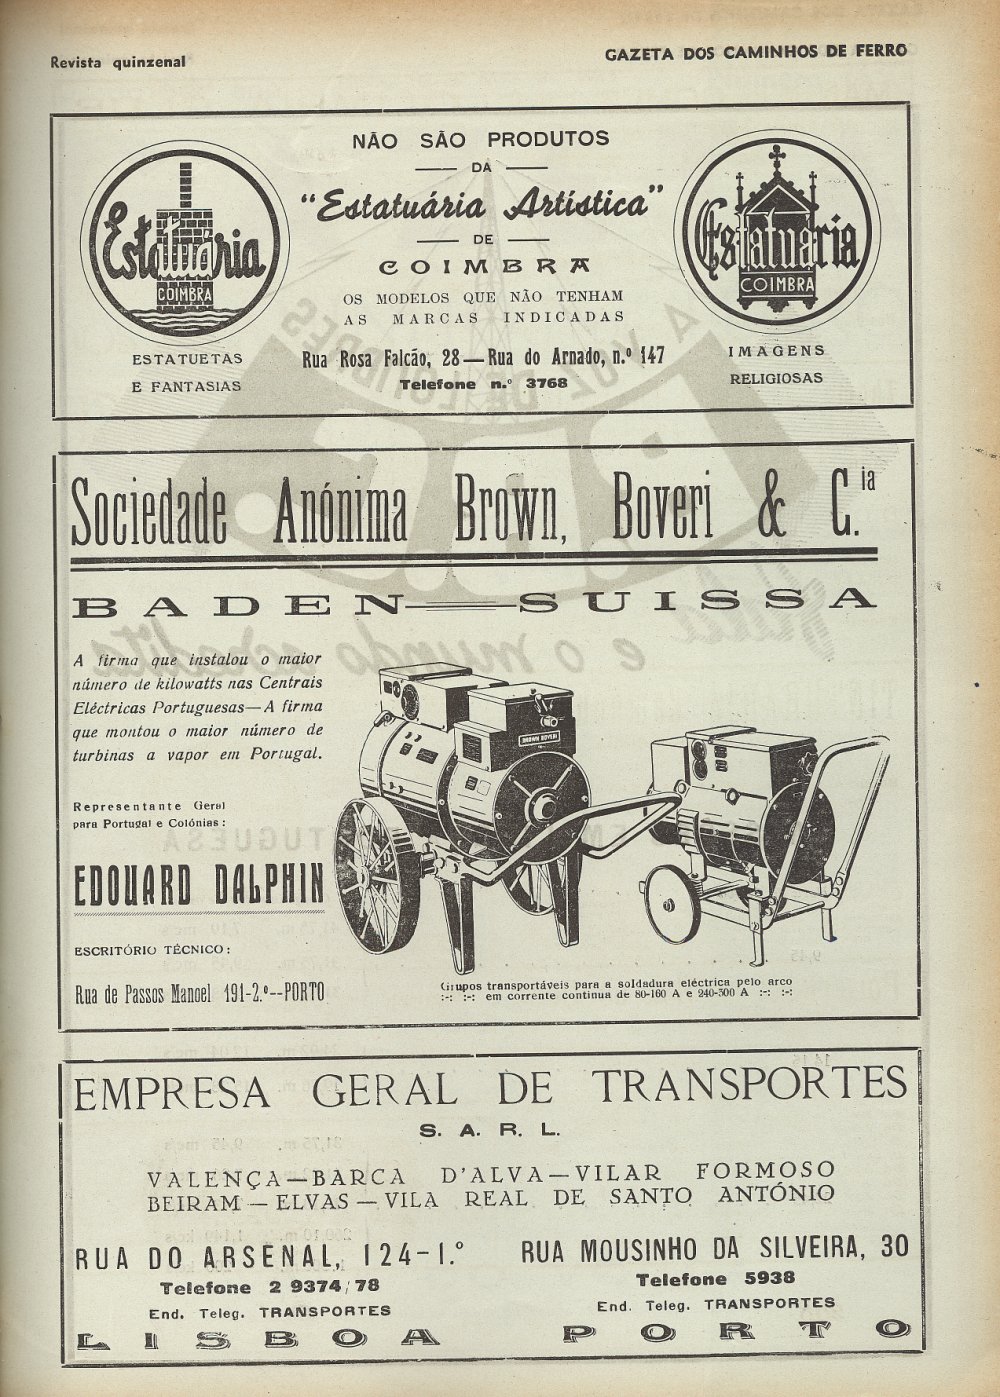 Revista quinzenal
GAZETA DOS CAMINHOS DE FERRO
Estatuária
COIMBRA
ESTATUETAS
E FANTASIAS
NÃO SÃO PRODUTOS
— DA —
"Estatuária Artística"
— DE —
COIMBRA
OS MODELOS QUE NÃO TENHAM
AS MARCAS INDICADAS
Rua Rosa Falcão, 28—Rua do Arnado, n.º 147
Telefone n.º 3768
Estatuaria
COIMBRA
IMAGENS
RELIGIOSAS
Sociedade Anónima Brown, Boveri & C.ia
BADEN—SUISSA
A firma que instalou o maior
número de kilowatts nas Centrais
Eléctricas Portuguesas—A firma
que montou o maior número de
turbinas a vapor em Portugal.
Representante Geral
para Portugal e Colónias:
EDOUARD DALPHIN
ESCRITÓRIO TÉCNICO:
Rua de Passos Manoel 191-2.º--PORTO
BROWN BOVERI
Grupos transportáveis para a soldadura eléctrica pelo arco
:-: :-: em corrente continua de 80-160 A e 240-300 A :-: :-:
EMPRESA GERAL DE TRANSPORTES
S. A. R. L.
VALENÇA—BARCA D'ALVA—VILAR FORMOSO
BEIRAM—ELVAS—VILA REAL DE SANTO ANTÓNIO
RUA DO ARSENAL, 124-1.º
Telefone 2 9374/78
End. Teleg. TRANSPORTES
LISBOA
RUA MOUSINHO DA SILVEIRA, 30
Telefone 5938
End. Teleg. TRANSPORTES
PORTO